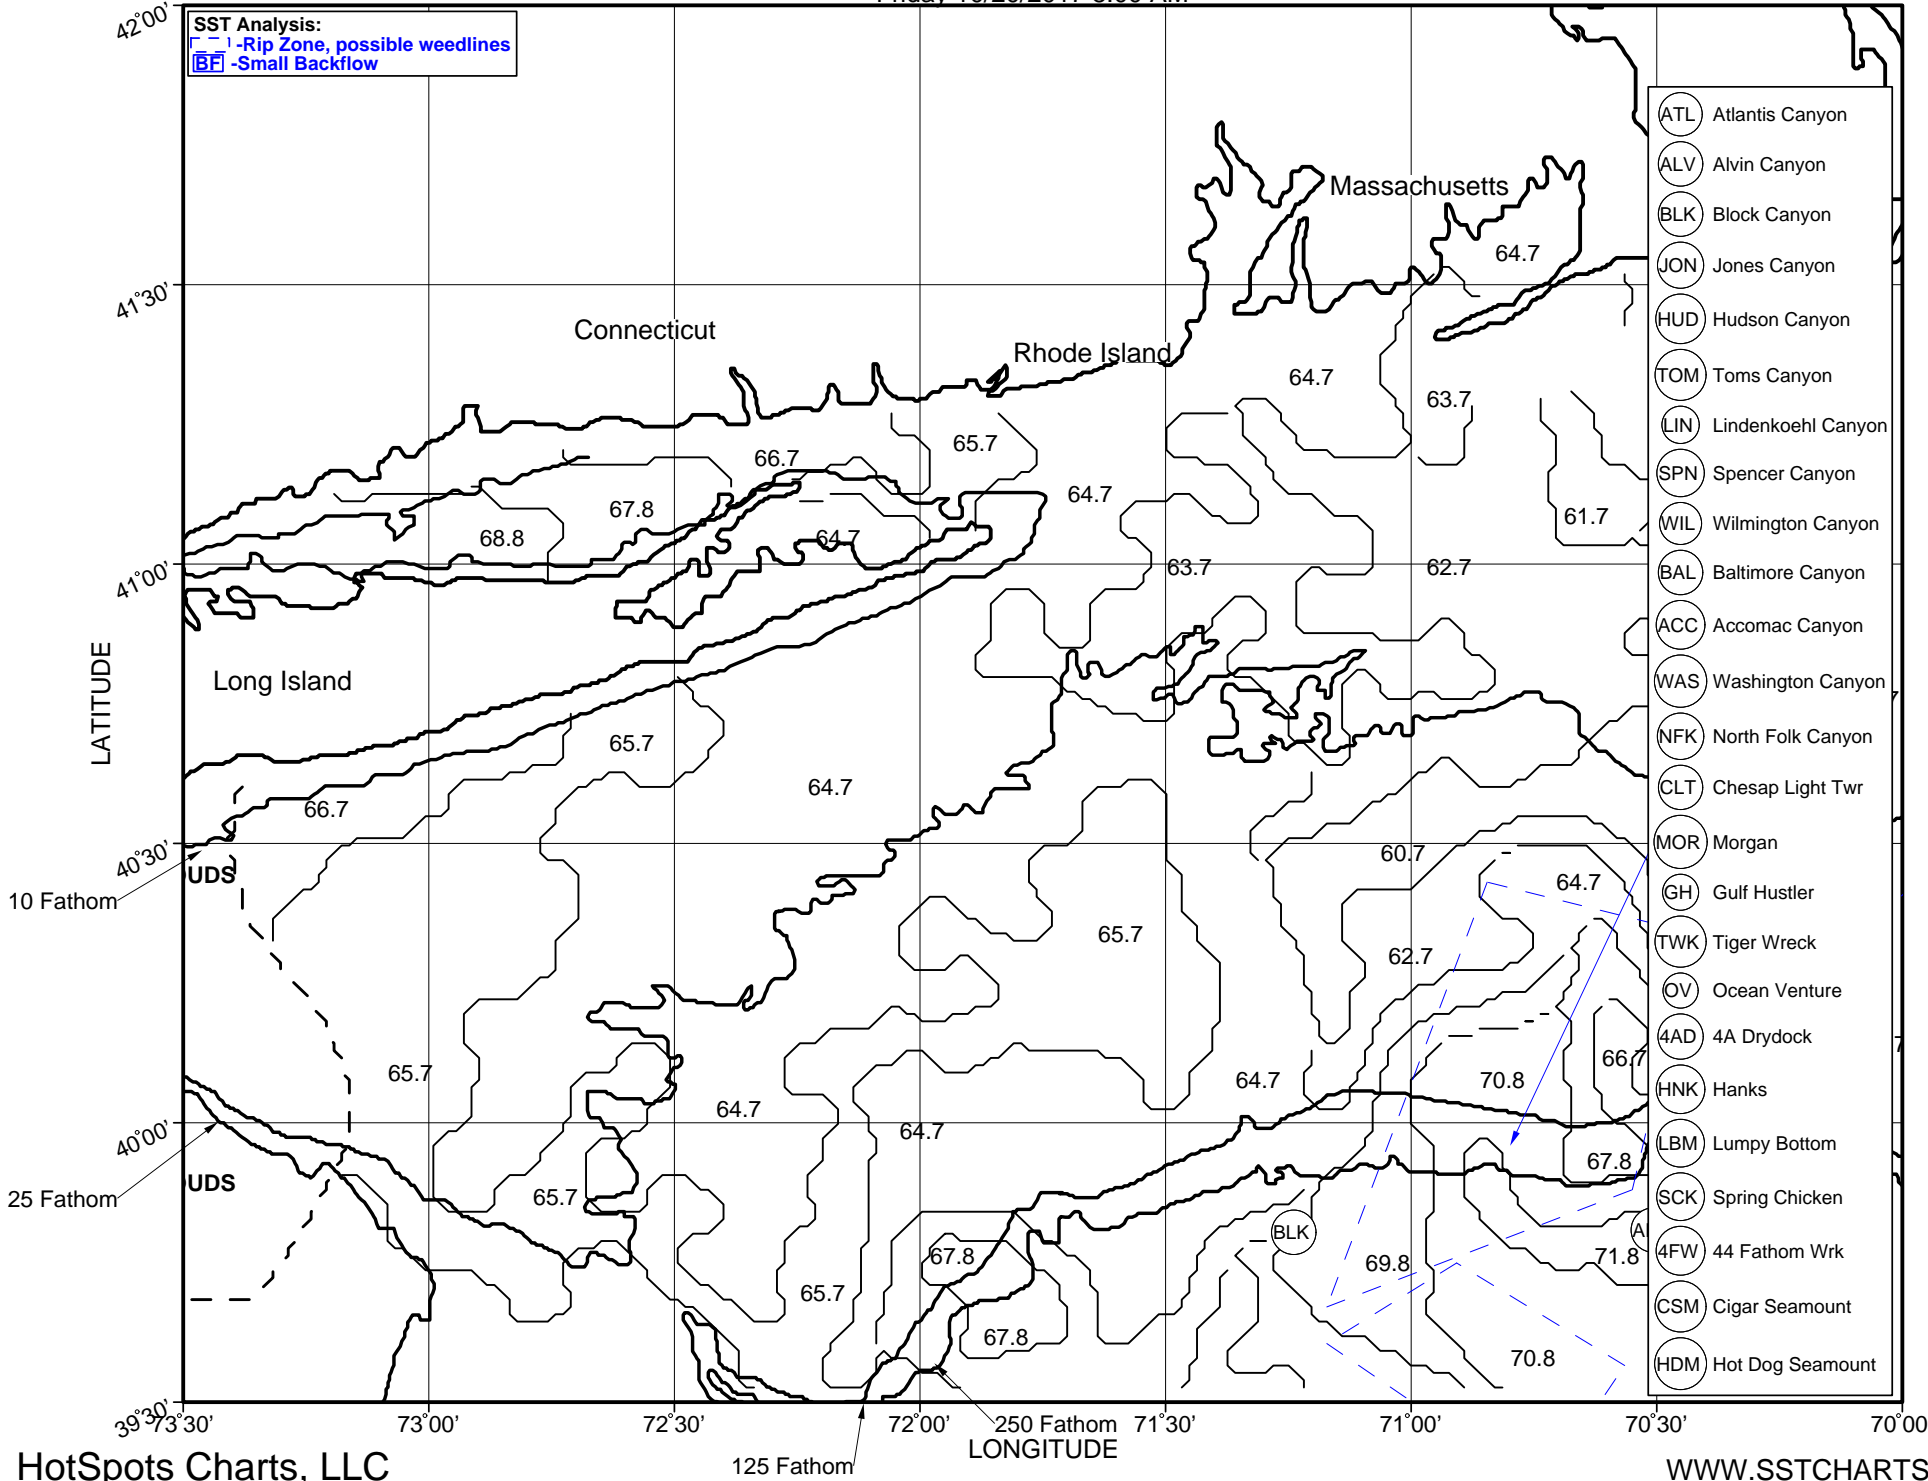 SST Analysis:
-Rip Zone, possible weedlines
BF -Small Backflow
42°00'
41°30'
41°00'
40°30'
40°00'
39°30'
LATITUDE
Massachusetts
Connecticut
Rhode Island
Long Island
64.7
64.7
63.7
65.7
66.7
67.8
64.7
68.8
64.7
61.7
63.7
62.7
65.7
64.7
66.7
60.7
64.7
65.7
62.7
65.7
64.7
70.8
66.7
64.7
64.7
65.7
67.8
67.8
69.8
71.8
65.7
67.8
70.8
UDS
UDS
BLK
10 Fathom
25 Fathom
250 Fathom
125 Fathom
ATL Atlantis Canyon
ALV Alvin Canyon
BLK Block Canyon
JON Jones Canyon
HUD Hudson Canyon
TOM Toms Canyon
LIN Lindenkoehl Canyon
SPN Spencer Canyon
WIL Wilmington Canyon
BAL Baltimore Canyon
ACC Accomac Canyon
WAS Washington Canyon
NFK North Folk Canyon
CLT Chesap Light Twr
MOR Morgan
GH Gulf Hustler
TWK Tiger Wreck
OV Ocean Venture
4AD 4A Drydock
HNK Hanks
LBM Lumpy Bottom
SCK Spring Chicken
4FW 44 Fathom Wrk
CSM Cigar Seamount
HDM Hot Dog Seamount
73°30' 73°00' 72°30' 72°00' 71°30' 71°00' 70°30' 70°00'
LONGITUDE
HotSpots Charts, LLC
WWW.SSTCHARTS